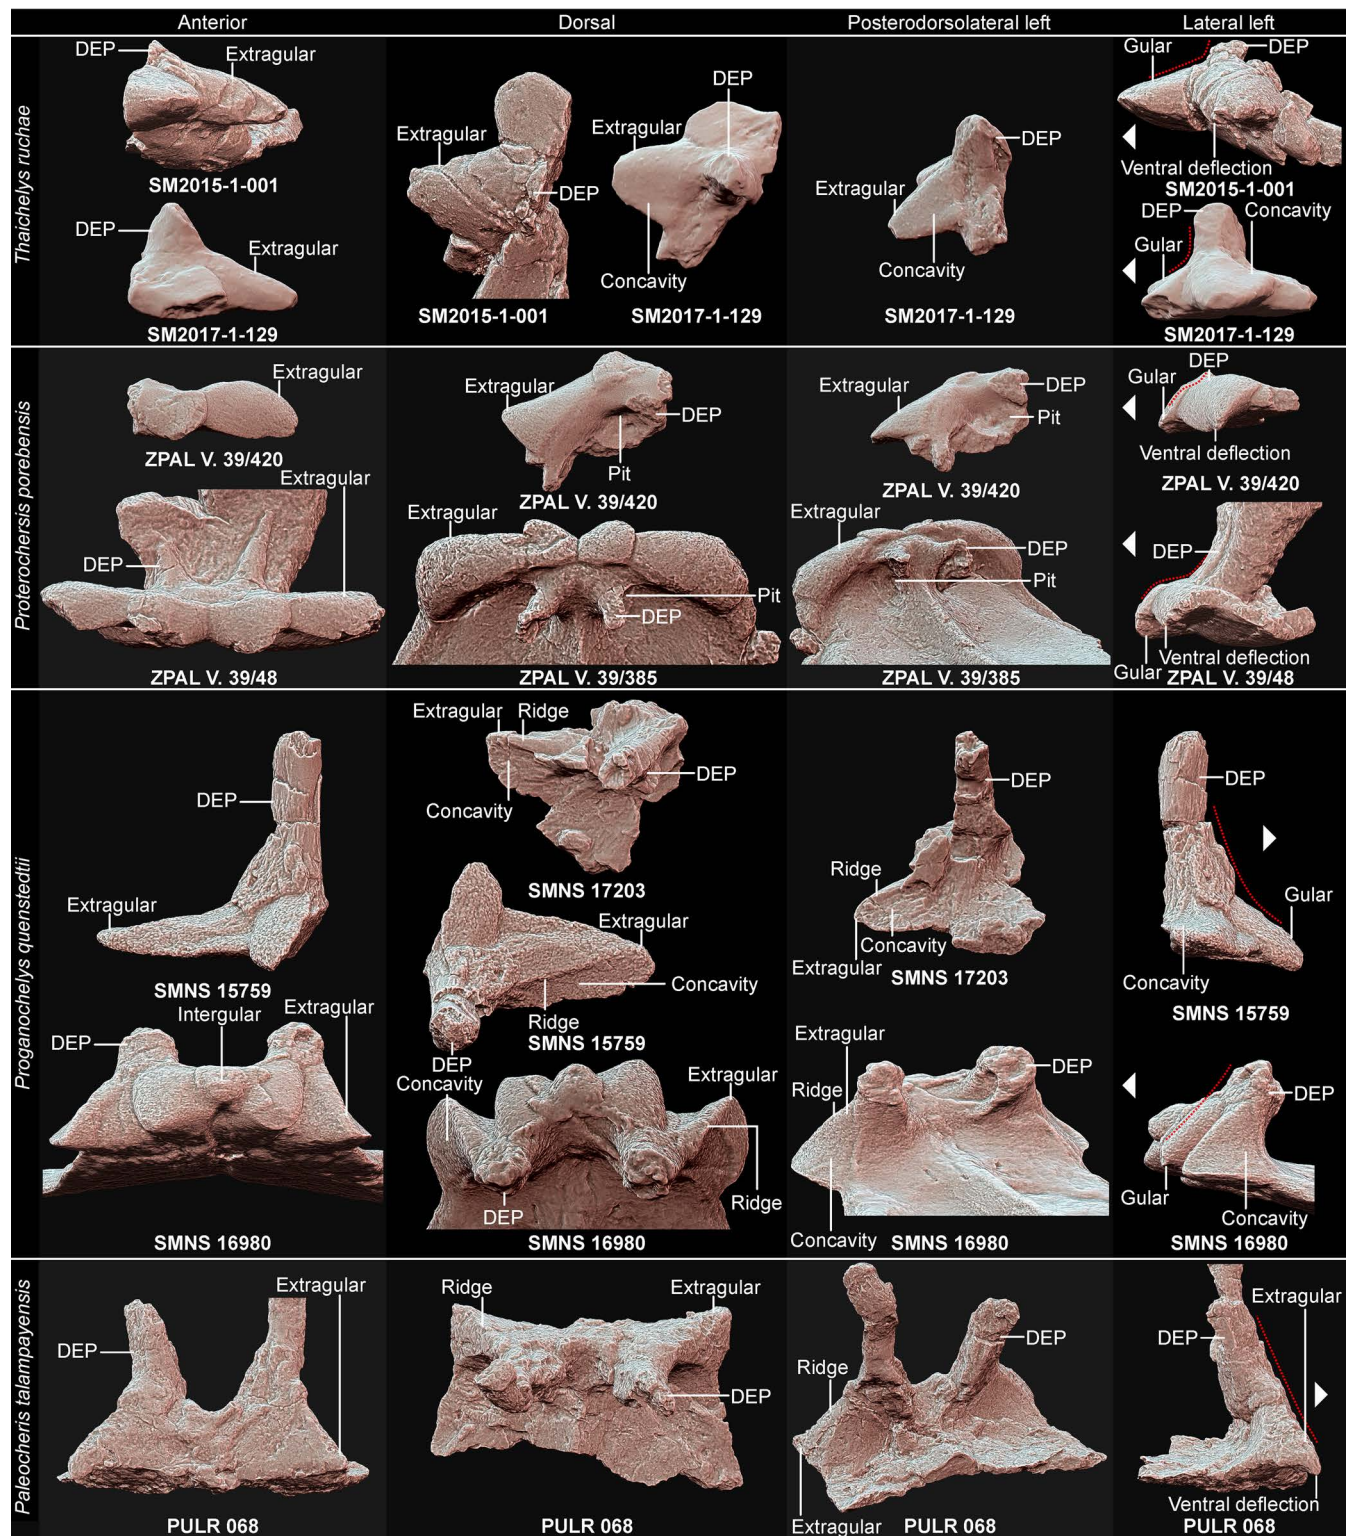 Anterior
Dorsal
Posterodorsolateral left
Lateral left
Thaichelys ruchae
DEP
Extragular
SM2015-1-001
DEP
Extragular
SM2017-1-129
Extragular
DEP
SM2015-1-001
DEP
Extragular
Concavity
SM2017-1-129
DEP
Extragular
Concavity
SM2017-1-129
Gular
DEP
Ventral deflection
SM2015-1-001
DEP
Concavity
Gular
SM2017-1-129
Proterochersis porebensis
Extragular
ZPAL V. 39/420
Extragular
DEP
ZPAL V. 39/48
Extragular
DEP
Pit
ZPAL V. 39/420
Extragular
Pit
DEP
ZPAL V. 39/385
Extragular
DEP
Pit
ZPAL V. 39/420
Extragular
DEP
Pit
ZPAL V. 39/385
DEP
Gular
Ventral deflection
ZPAL V. 39/420
DEP
Ventral deflection
Gular
ZPAL V. 39/48
Proganochelys quenstedtii
DEP
Extragular
SMNS 15759
Intergular
Extragular
DEP
SMNS 16980
Extragular
Ridge
DEP
Concavity
SMNS 17203
Extragular
Concavity
Ridge
SMNS 15759
DEP
Concavity
Extragular
Ridge
DEP
SMNS 16980
DEP
Ridge
Concavity
Extragular
SMNS 17203
Extragular
DEP
Ridge
Concavity
SMNS 16980
DEP
Gular
Concavity
SMNS 15759
DEP
Gular
Concavity
SMNS 16980
Paleocheris talampayensis
Extragular
DEP
PULR 068
Ridge
Extragular
DEP
PULR 068
DEP
Ridge
Extragular
PULR 068
Extragular
DEP
Ventral deflection
PULR 068